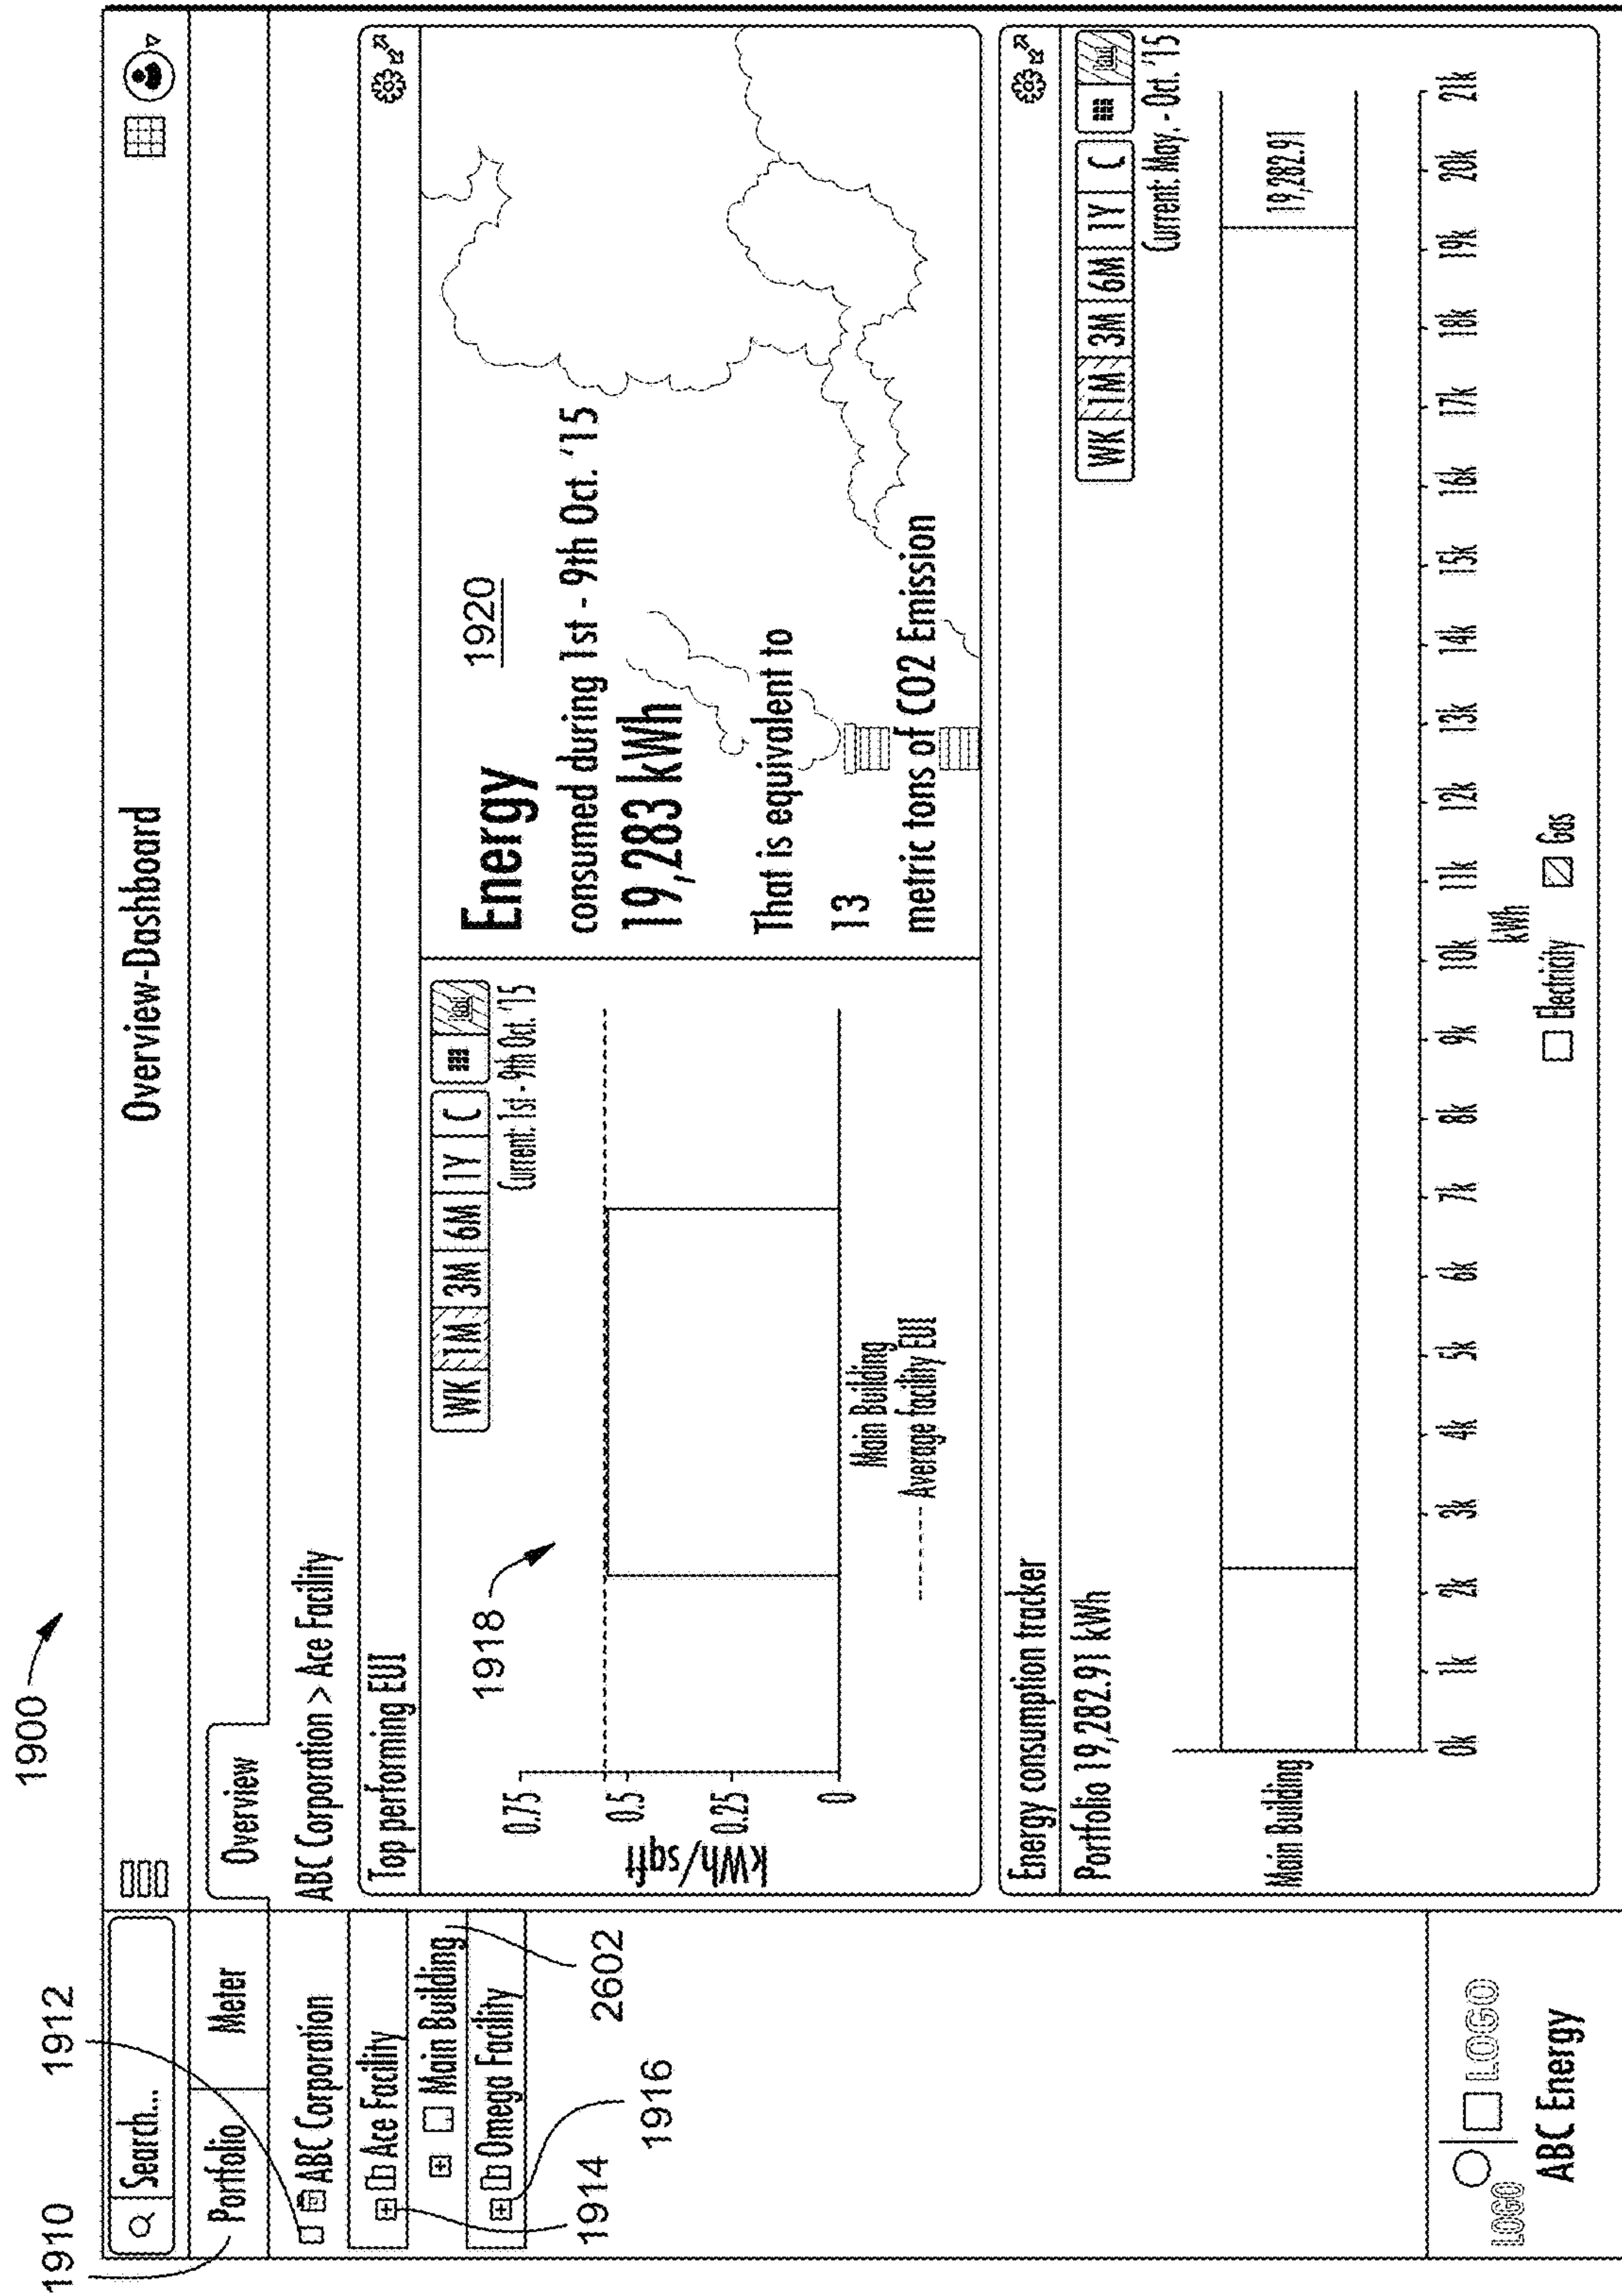 1900
1910
1912
Search...
Overview-Dashboard
Portfolio
Meter
Overview
ABC Corporation
Ace Facility
Main Building
Omega Facility
1914
1916
2602
ABC Corporation > Ace Facility
Top performing EUI
WK 1M 3M 6M 1Y C
Current: 1st - 9th Oct. '15
1918
kWh/sqft
0.75
0.5
0.25
0
Main Building
Average facility EUI
Energy
1920
consumed during 1st - 9th Oct. '15
19,283 kWh
That is equivalent to
13
metric tons of CO2 Emission
Energy consumption tracker
Portfolio 19,282.91 kWh
WK 1M 3M 6M 1Y C
Current: May. - Oct. '15
Main Building
19,282.91
0k 1k 2k 3k 4k 5k 6k 7k 8k 9k 10k 11k 12k 13k 14k 15k 16k 17k 18k 19k 20k 21k
kWh
Electricity Gas
LOGO
LOGO
ABC Energy